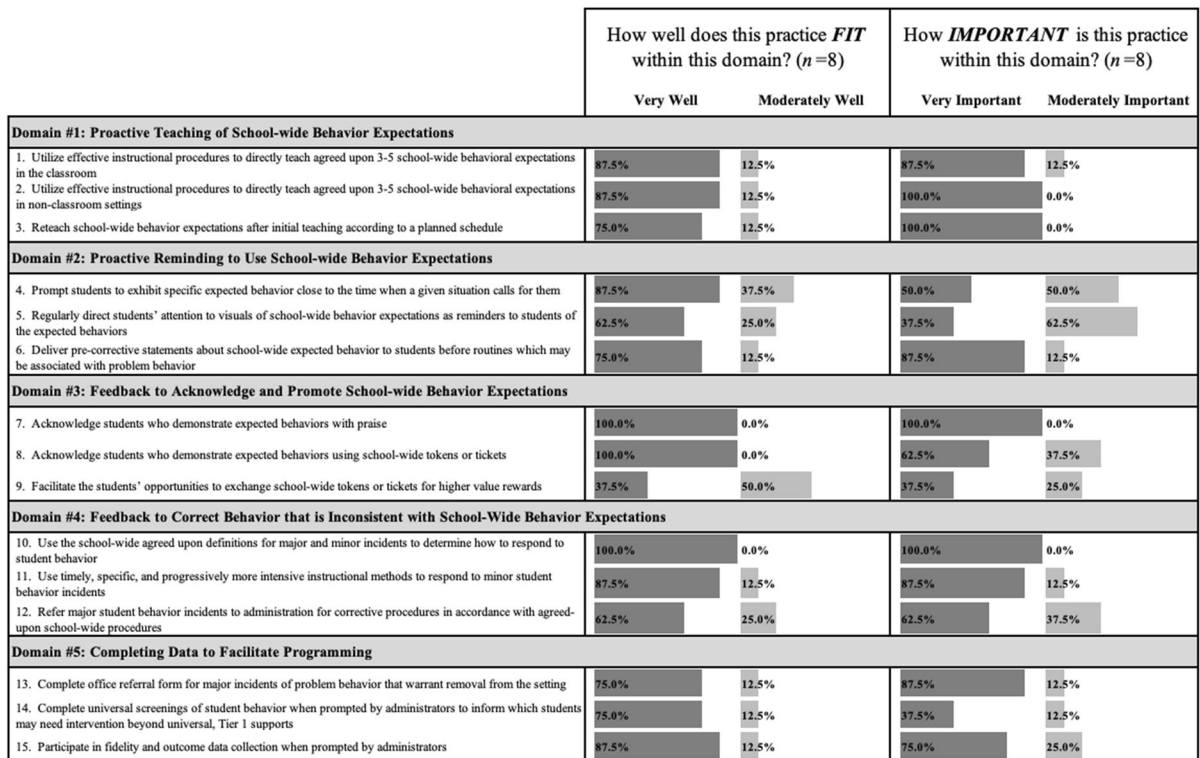 How well does this practice FIT
within this domain? (n=8)
How IMPORTANT is this practice
within this domain? (n=8)
Very Well Moderately Well Very Important Moderately Important
Domain #1: Proactive Teaching of School-wide Behavior Expectations
1. Utilize effective instructional procedures to directly teach agreed upon 3-5 school-wide behavioral expectations
in the classroom
87.5% 12.5% 87.5% 12.5%
2. Utilize effective instructional procedures to directly teach agreed upon 3-5 school-wide behavioral expectations
in non-classroom settings
87.5% 12.5% 100.0% 0.0%
3. Reteach school-wide behavior expectations after initial teaching according to a planned schedule
75.0% 12.5% 100.0% 0.0%
Domain #2: Proactive Reminding to Use School-wide Behavior Expectations
4. Prompt students to exhibit specific expected behavior close to the time when a given situation calls for them
87.5% 37.5% 50.0% 50.0%
5. Regularly direct students’ attention to visuals of school-wide behavior expectations as reminders to students of
the expected behaviors
62.5% 25.0% 37.5% 62.5%
6. Deliver pre-corrective statements about school-wide expected behavior to students before routines which may
be associated with problem behavior
75.0% 12.5% 87.5% 12.5%
Domain #3: Feedback to Acknowledge and Promote School-wide Behavior Expectations
7. Acknowledge students who demonstrate expected behaviors with praise
100.0% 0.0% 100.0% 0.0%
8. Acknowledge students who demonstrate expected behaviors using school-wide tokens or tickets
100.0% 0.0% 62.5% 37.5%
9. Facilitate the students’ opportunities to exchange school-wide tokens or tickets for higher value rewards
37.5% 50.0% 37.5% 25.0%
Domain #4: Feedback to Correct Behavior that is Inconsistent with School-Wide Behavior Expectations
10. Use the school-wide agreed upon definitions for major and minor incidents to determine how to respond to
student behavior
100.0% 0.0% 100.0% 0.0%
11. Use timely, specific, and progressively more intensive instructional methods to respond to minor student
behavior incidents
87.5% 12.5% 87.5% 12.5%
12. Refer major student behavior incidents to administration for corrective procedures in accordance with agreed-
upon school-wide procedures
62.5% 25.0% 62.5% 37.5%
Domain #5: Completing Data to Facilitate Programming
13. Complete office referral form for major incidents of problem behavior that warrant removal from the setting
75.0% 12.5% 87.5% 12.5%
14. Complete universal screenings of student behavior when prompted by administrators to inform which students
may need intervention beyond universal, Tier 1 supports
75.0% 12.5% 37.5% 12.5%
15. Participate in fidelity and outcome data collection when prompted by administrators
87.5% 12.5% 75.0% 25.0%